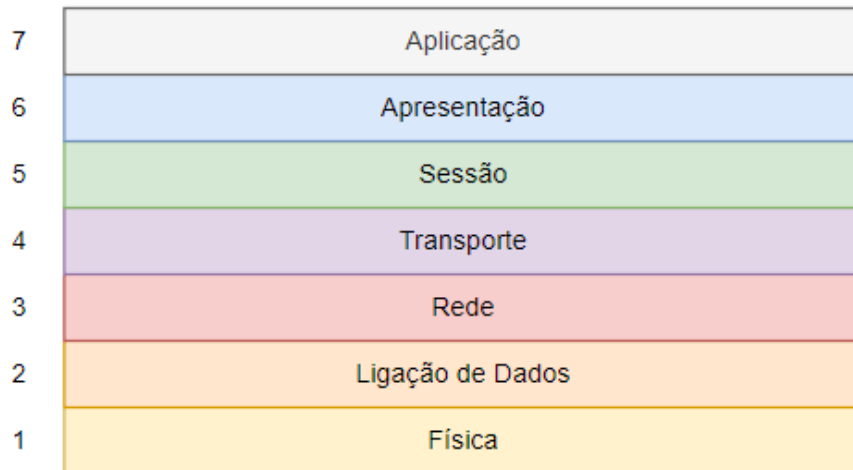 7 Aplicação
6 Apresentação
5 Sessão
4 Transporte
3 Rede
2 Ligação de Dados
1 Física